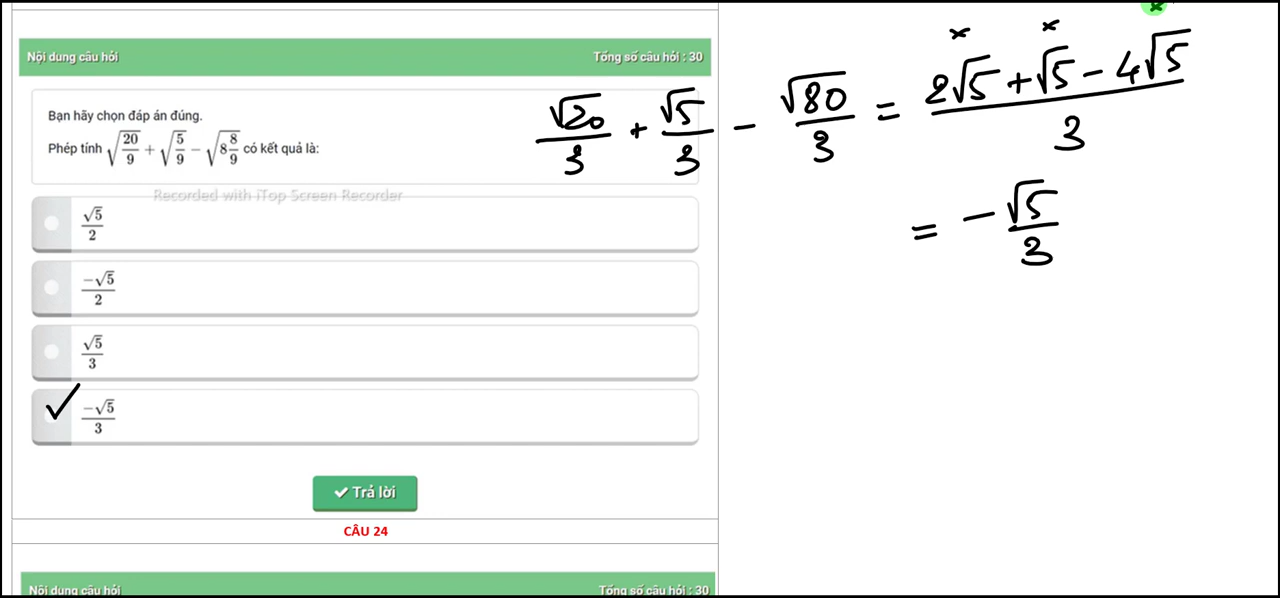 Nội dung câu hỏi
Tổng số câu hỏi : 30
Bạn hãy chọn đáp án đúng.
Phép tính √(20/9) + √(5/9) − √(8 8/9) có kết quả là:
Recorded with iTop Screen Recorder
√5/2
−√5/2
√5/3
✓ −√5/3
✔ Trả lời
CÂU 24
Nội dung câu hỏi
Tổng số câu hỏi : 30
√20/3 + √5/3 − √80/3 = (2√5 + √5 − 4√5)/3
= −√5/3